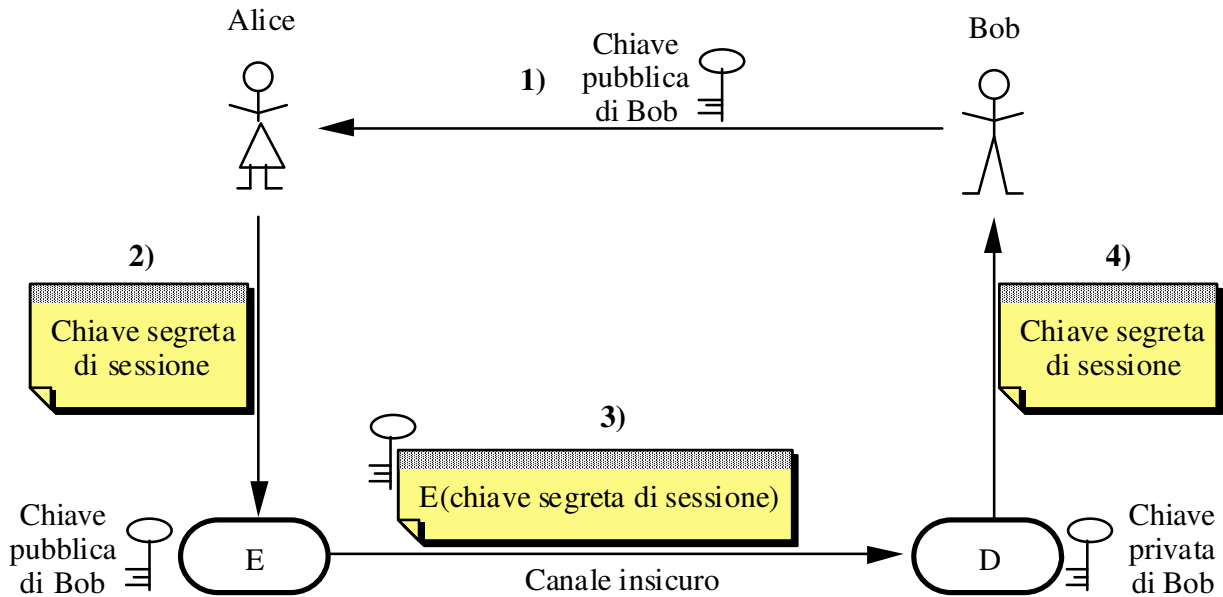 Alice
Bob
1)
Chiave
pubblica
di Bob
2)
Chiave segreta
di sessione
4)
Chiave segreta
di sessione
3)
E(chiave segreta di sessione)
Chiave
pubblica
di Bob
E
Canale insicuro
D
Chiave
privata
di Bob